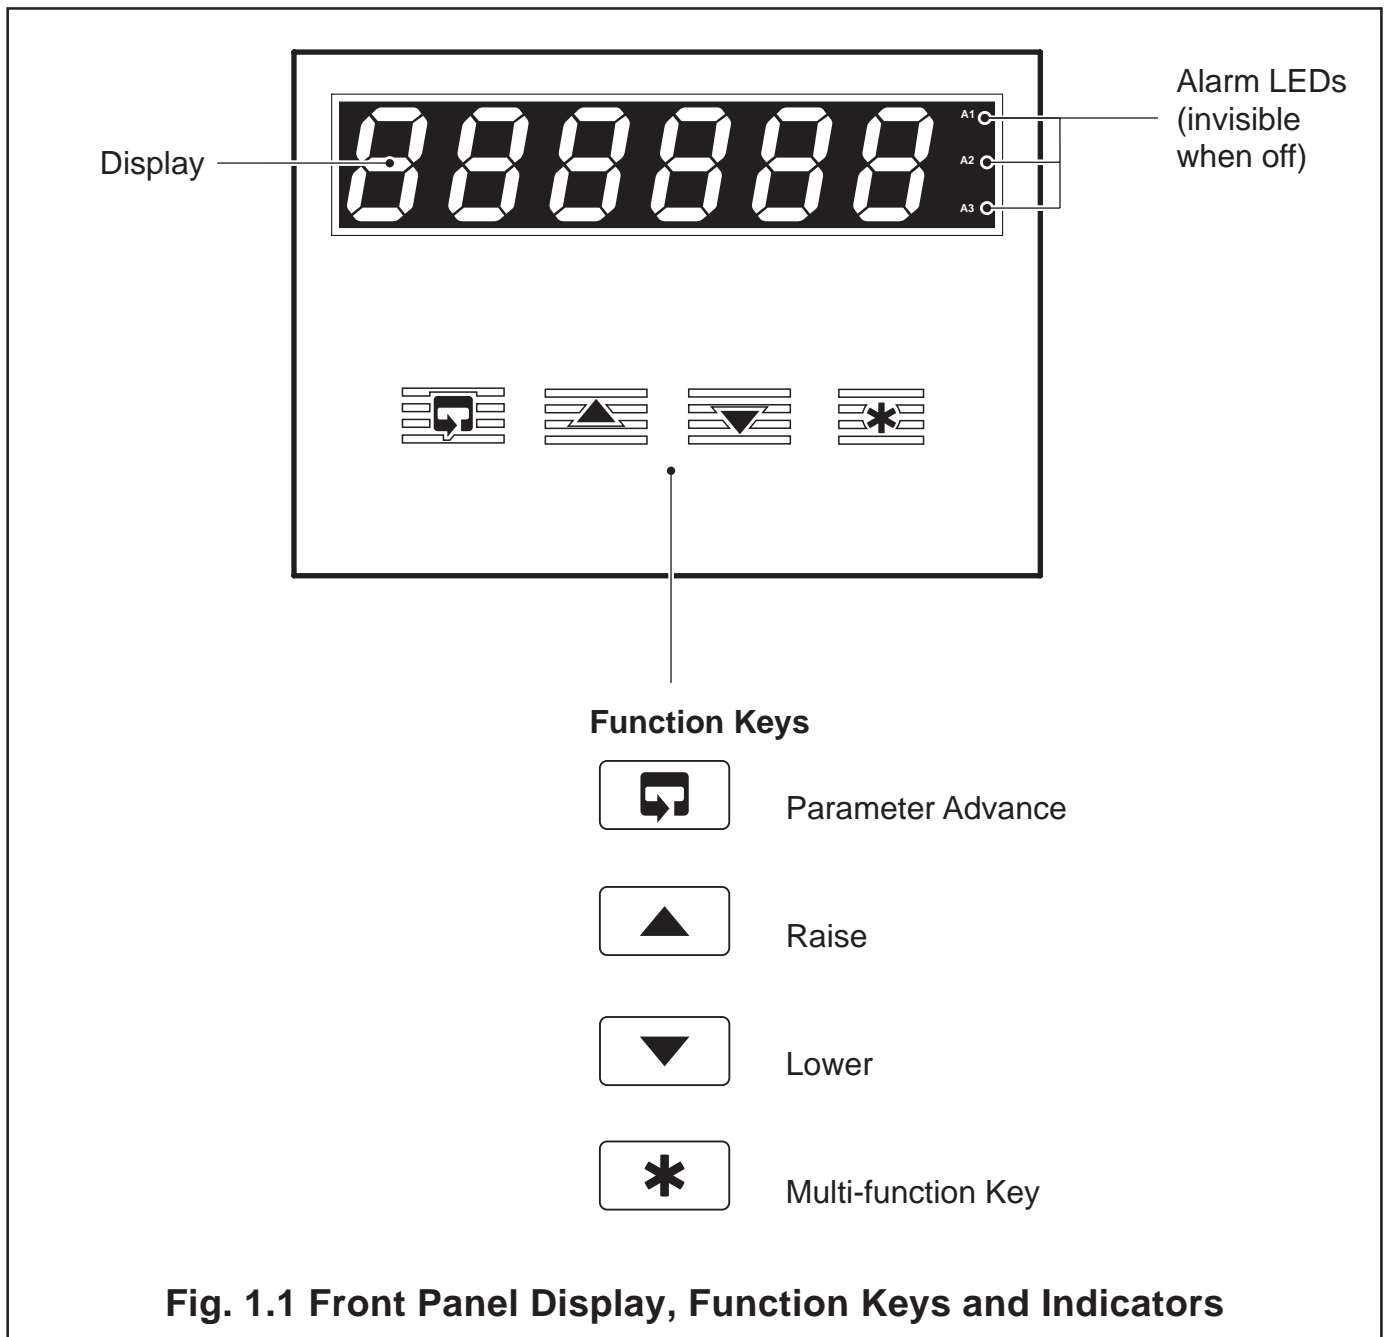 Display
888888
A1
A2
A3
Alarm LEDs
(invisible
when off)
Function Keys
Parameter Advance
Raise
Lower
Multi-function Key
Fig. 1.1 Front Panel Display, Function Keys and Indicators